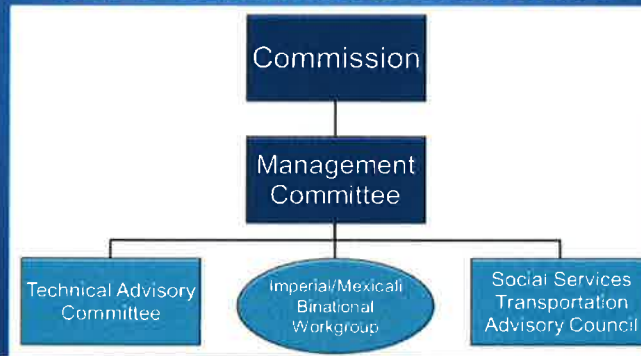 Commission
Management
Committee
Technical Advisory
Committee
Imperial/Mexicali
Binational
Workgroup
Social Services
Transportation
Advisory Council